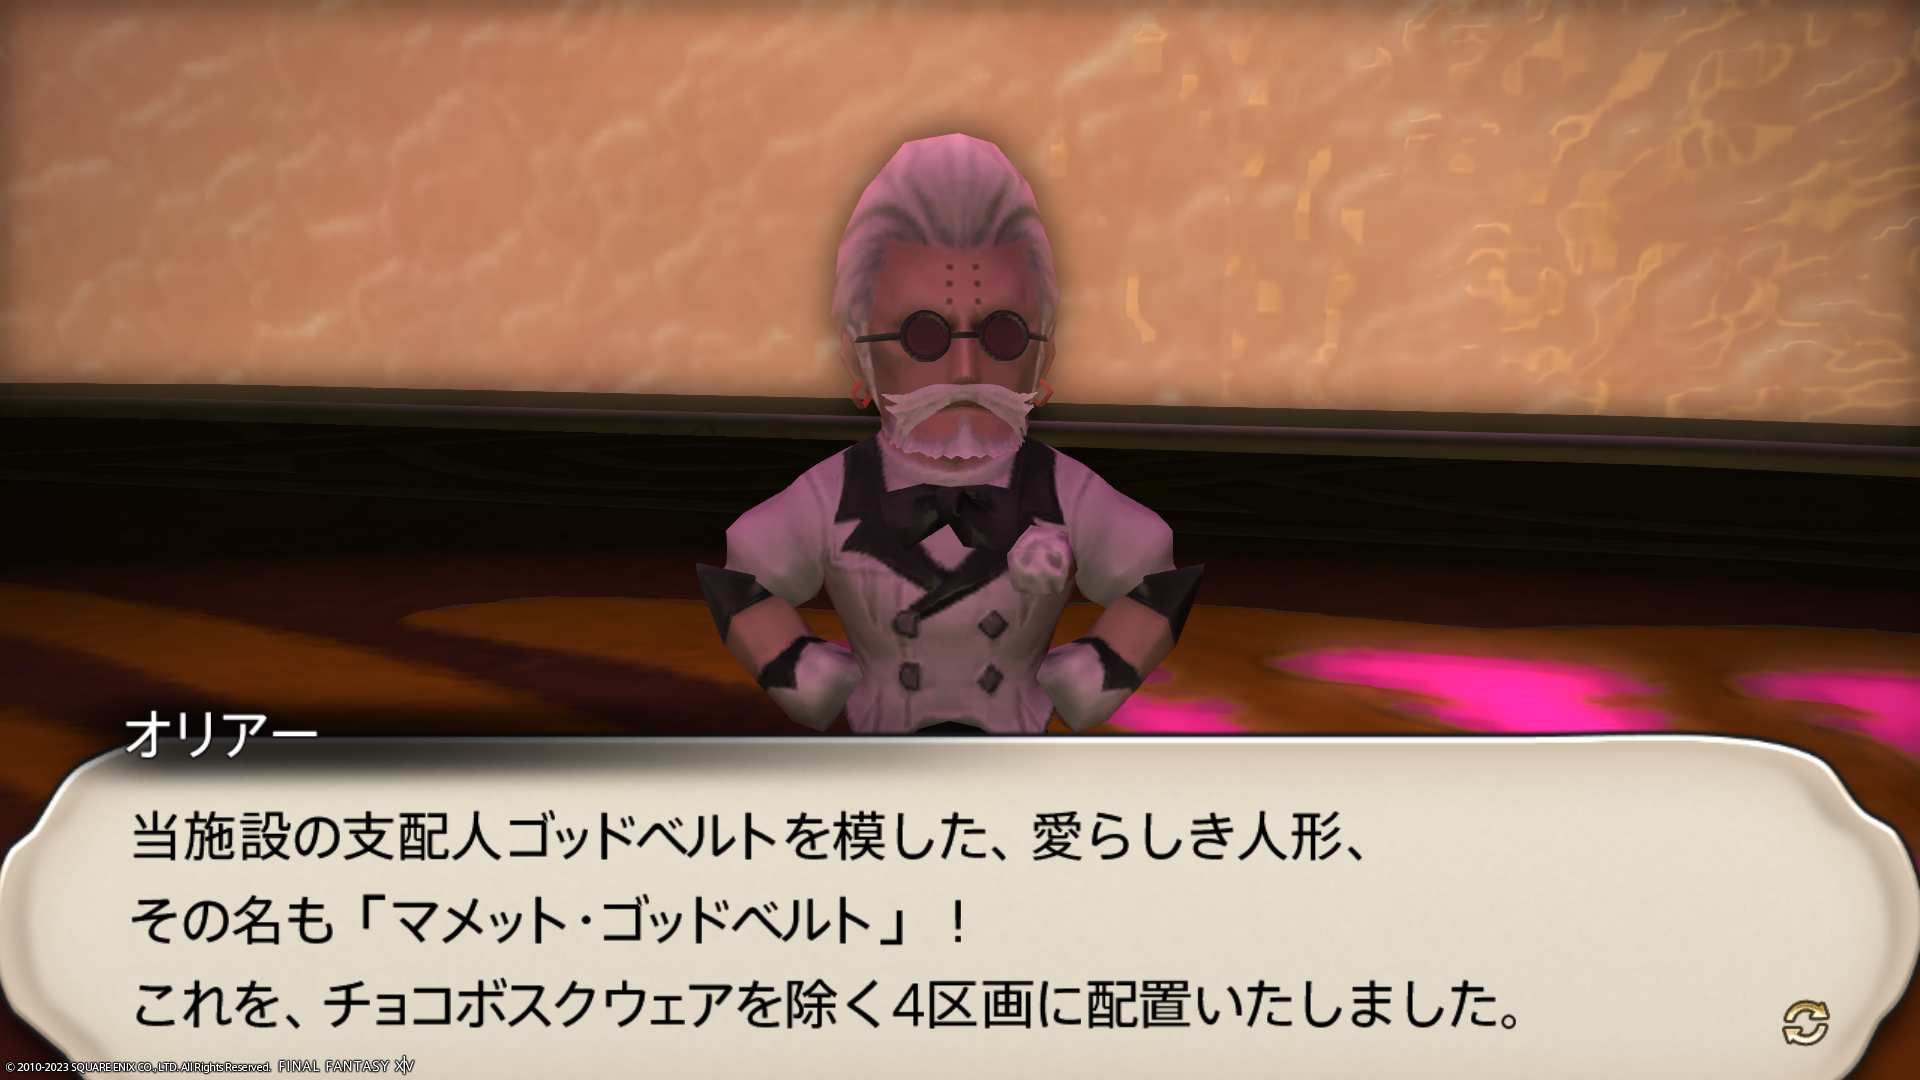 オリアー
当施設の支配人ゴッドベルトを模した、愛らしき人形、
その名も「マメット・ゴッドベルト」！
これを、チョコボスクウェアを除く4区画に配置いたしました。
© 2010-2023 SQUARE ENIX CO., LTD. All Rights Reserved. FINAL FANTASY XIV